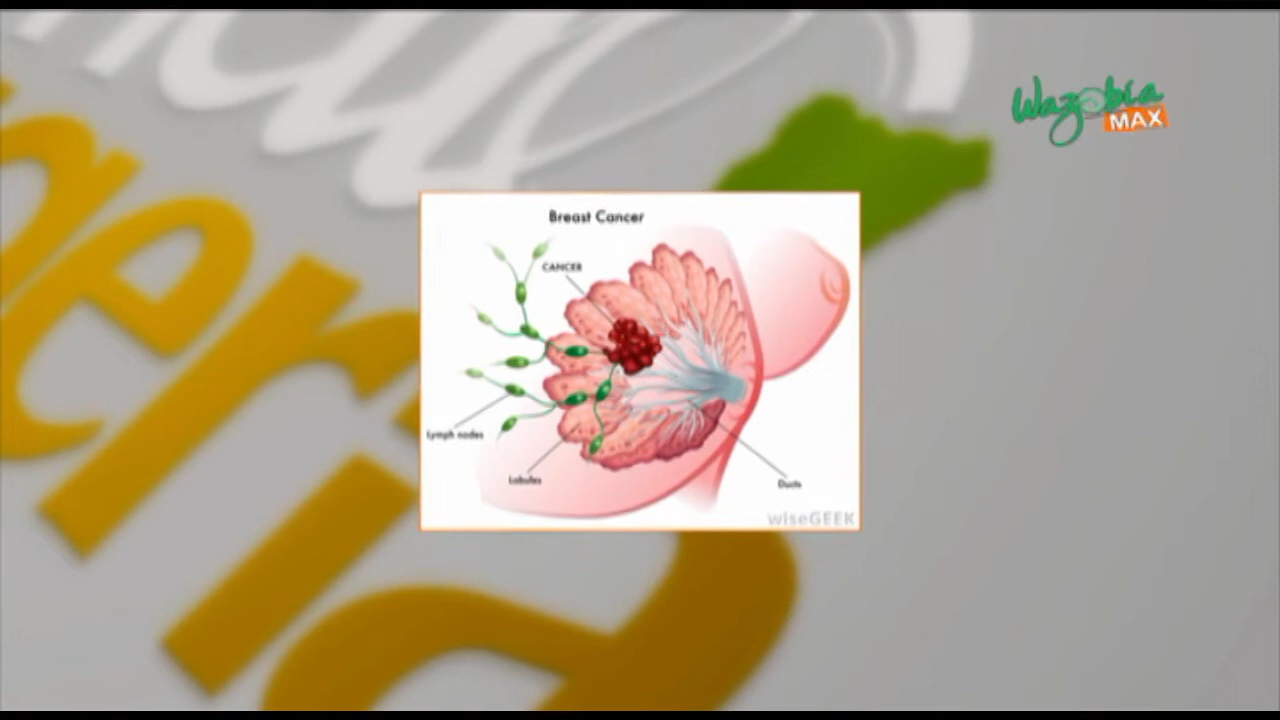 Wazobia
MAX
Breast Cancer
CANCER
Lymph nodes
Lobules
Ducts
wiseGEEK